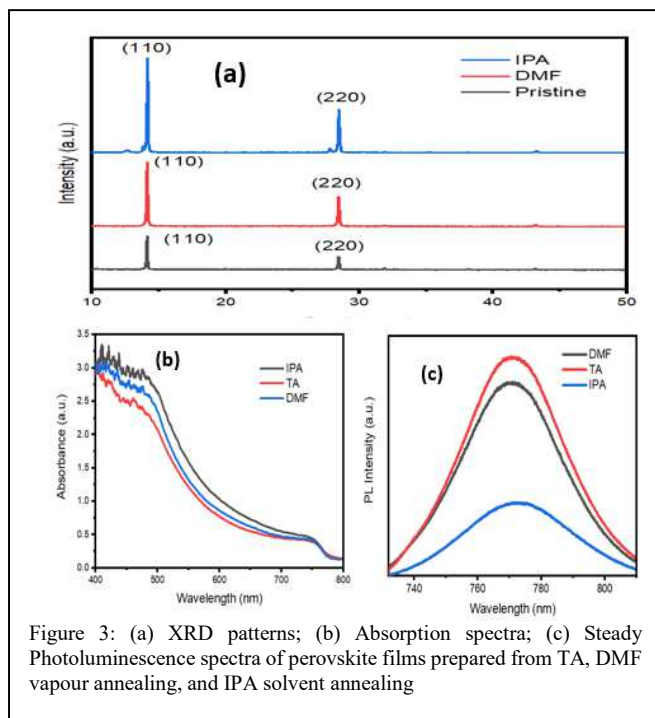 (110)
(a)
IPA
DMF
Pristine
(220)
(110)
(220)
(110)
(220)
Intensity (a.u.)
10 20 30 40 50
(b)
IPA
TA
DMF
Absorbance (a.u.)
3.5
3.0
2.5
2.0
1.5
1.0
0.5
0.0
400 500 600 700 800
Wavelength (nm)
(c)
DMF
TA
IPA
PL Intensity (a.u.)
740 760 780 800
Wavelength (nm)
Figure 3: (a) XRD patterns; (b) Absorption spectra; (c) Steady
Photoluminescence spectra of perovskite films prepared from TA, DMF
vapour annealing, and IPA solvent annealing